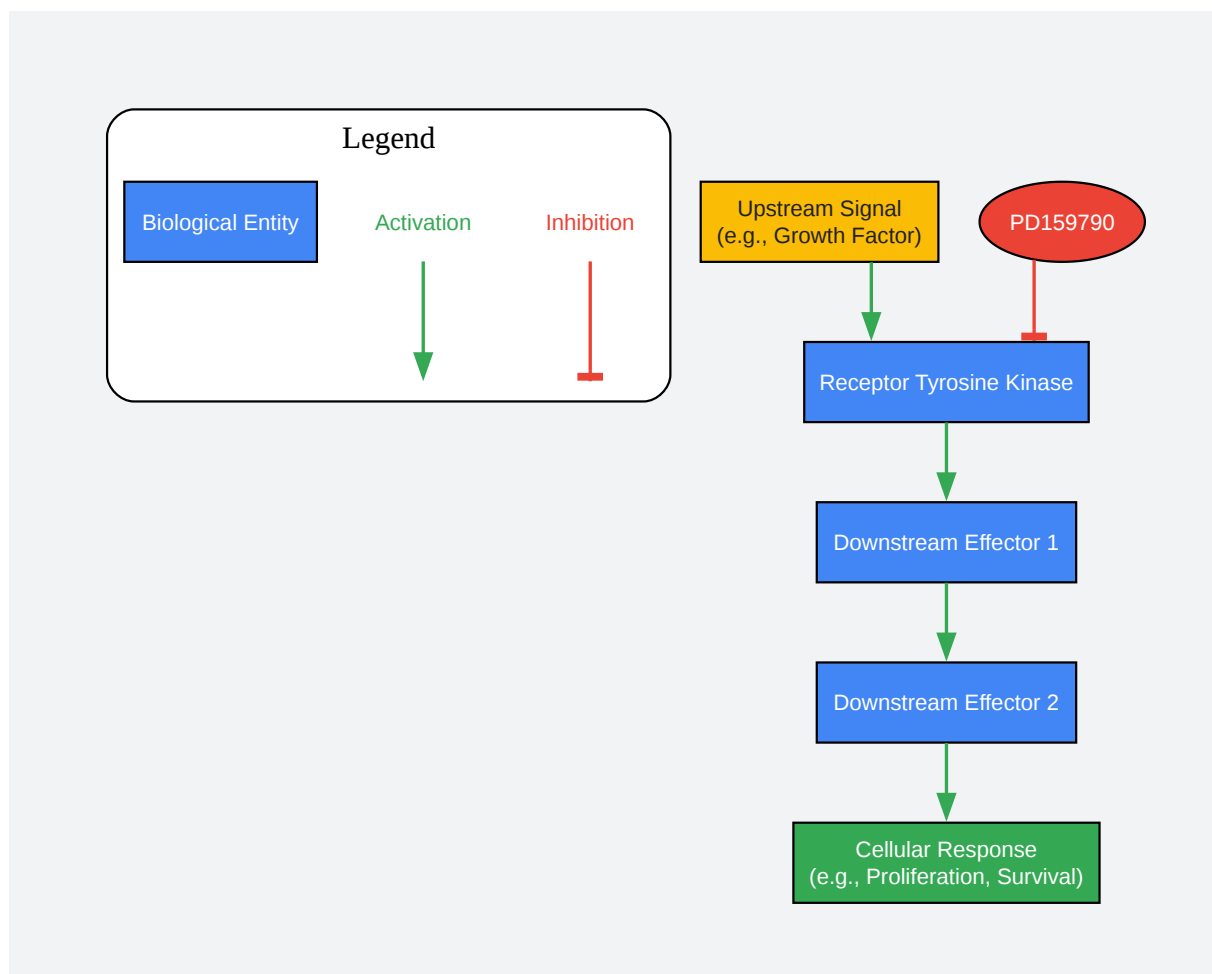 Legend
Biological Entity
Activation
Inhibition
Upstream Signal
(e.g., Growth Factor)
PD159790
Receptor Tyrosine Kinase
Downstream Effector 1
Downstream Effector 2
Cellular Response
(e.g., Proliferation, Survival)